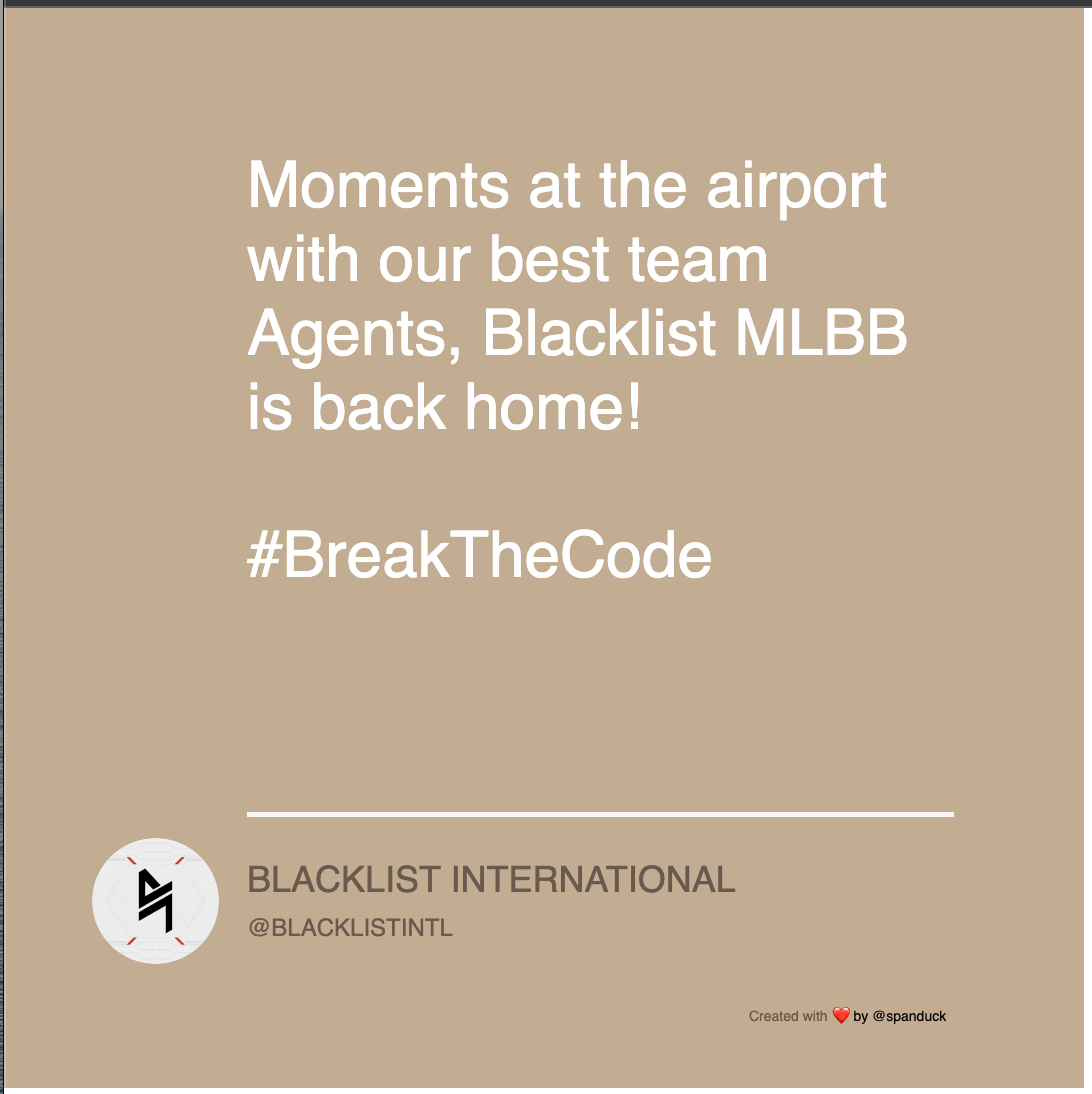 Moments at the airport
with our best team
Agents, Blacklist MLBB
is back home!
#BreakTheCode
BLACKLIST INTERNATIONAL
@BLACKLISTINTL
Created with ❤️ by @spanduck